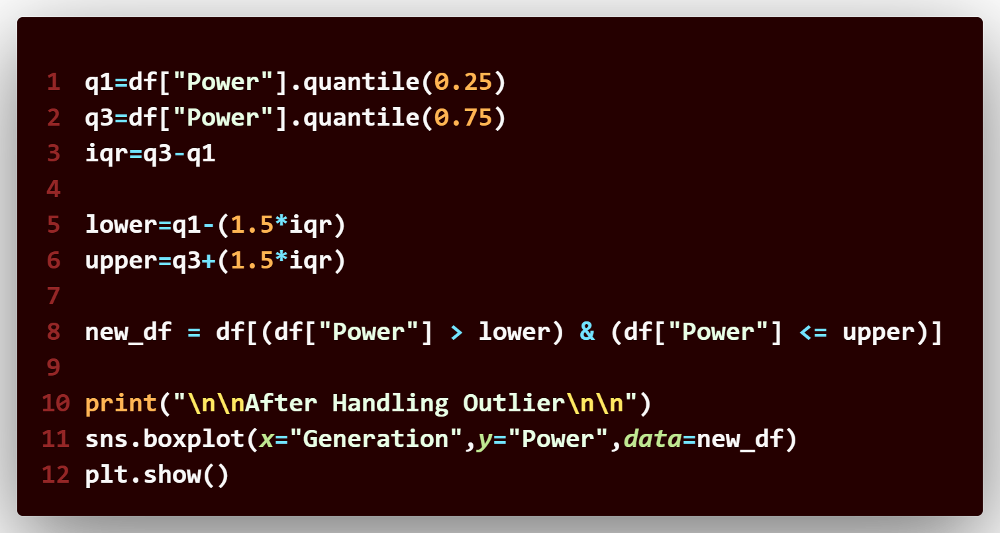 1 q1=df["Power"].quantile(0.25)
2 q3=df["Power"].quantile(0.75)
3 iqr=q3-q1
4
5 lower=q1-(1.5*iqr)
6 upper=q3+(1.5*iqr)
7
8 new_df = df[(df["Power"] > lower) & (df["Power"] <= upper)]
9
10 print("\n\nAfter Handling Outlier\n\n")
11 sns.boxplot(x="Generation",y="Power",data=new_df)
12 plt.show()